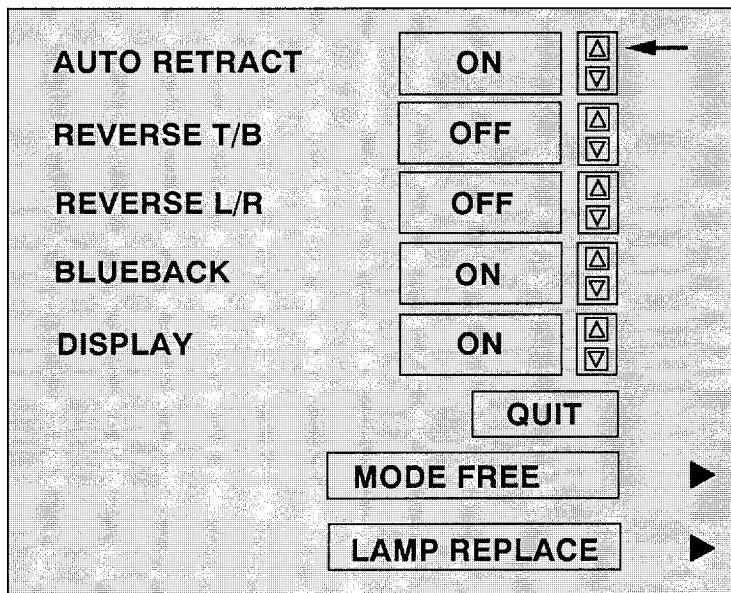 AUTO RETRACT ON
REVERSE T/B OFF
REVERSE L/R OFF
BLUEBACK ON
DISPLAY ON
QUIT
MODE FREE
LAMP REPLACE